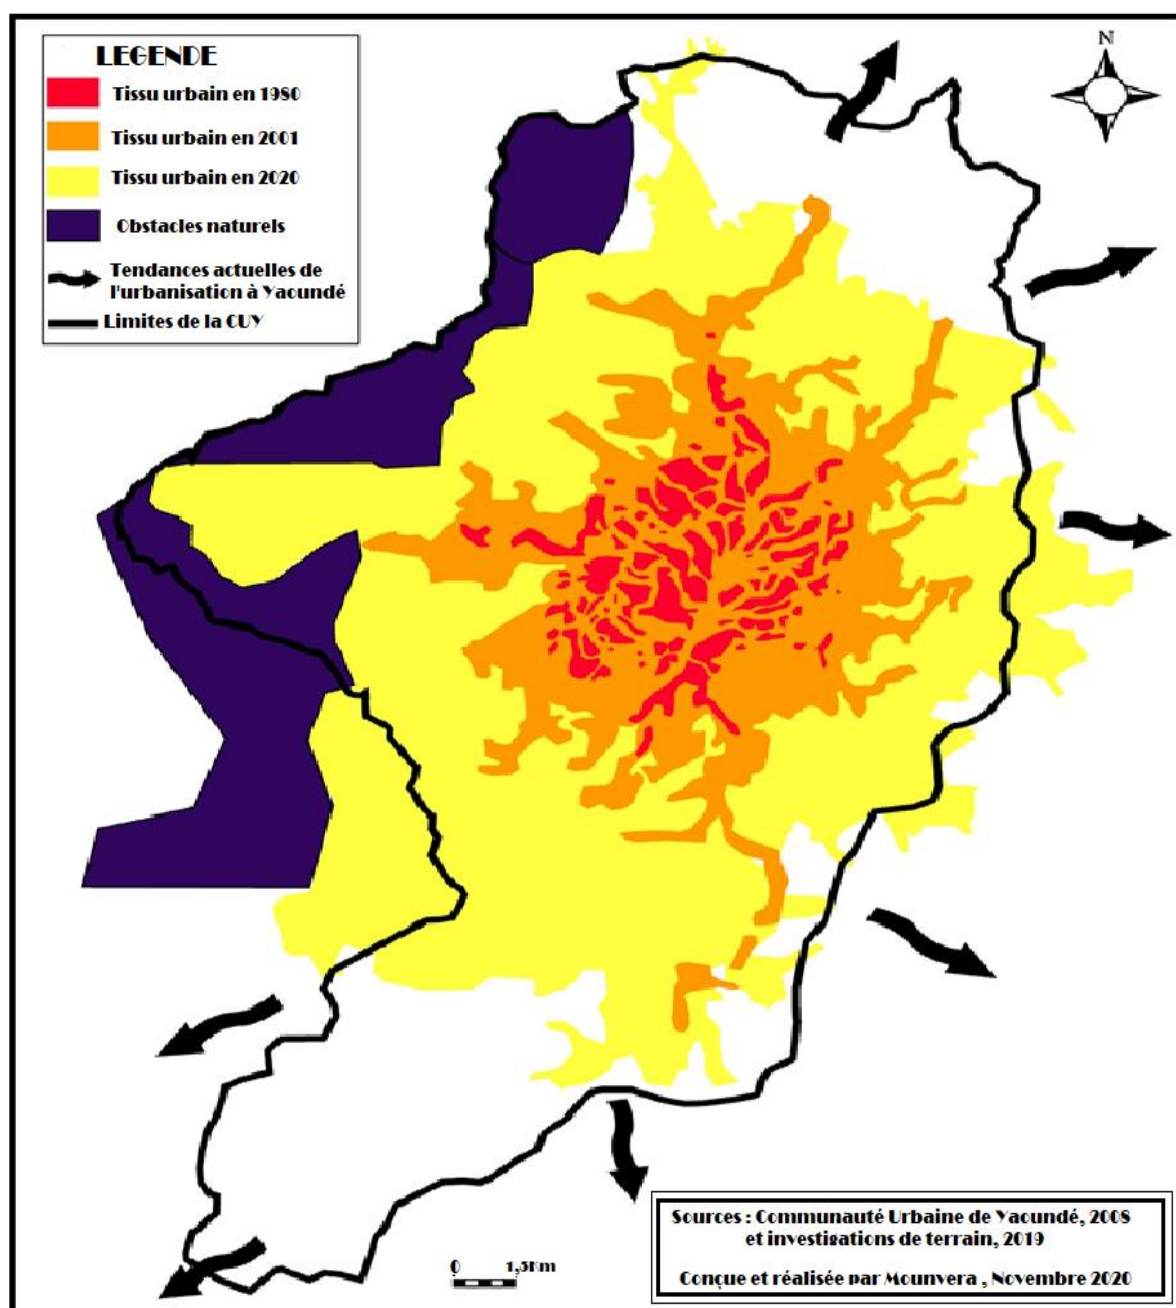 LEGENDE
Tissu urbain en 1980
Tissu urbain en 2001
Tissu urbain en 2020
Obstacles naturels
Tendances actuelles de
l'urbanisation à Yaoundé
Limites de la CUY
N
0 1,5Km
Sources : Communauté Urbaine de Yaoundé, 2008
et investigations de terrain, 2019
Conçue et réalisée par Mounvera , Novembre 2020